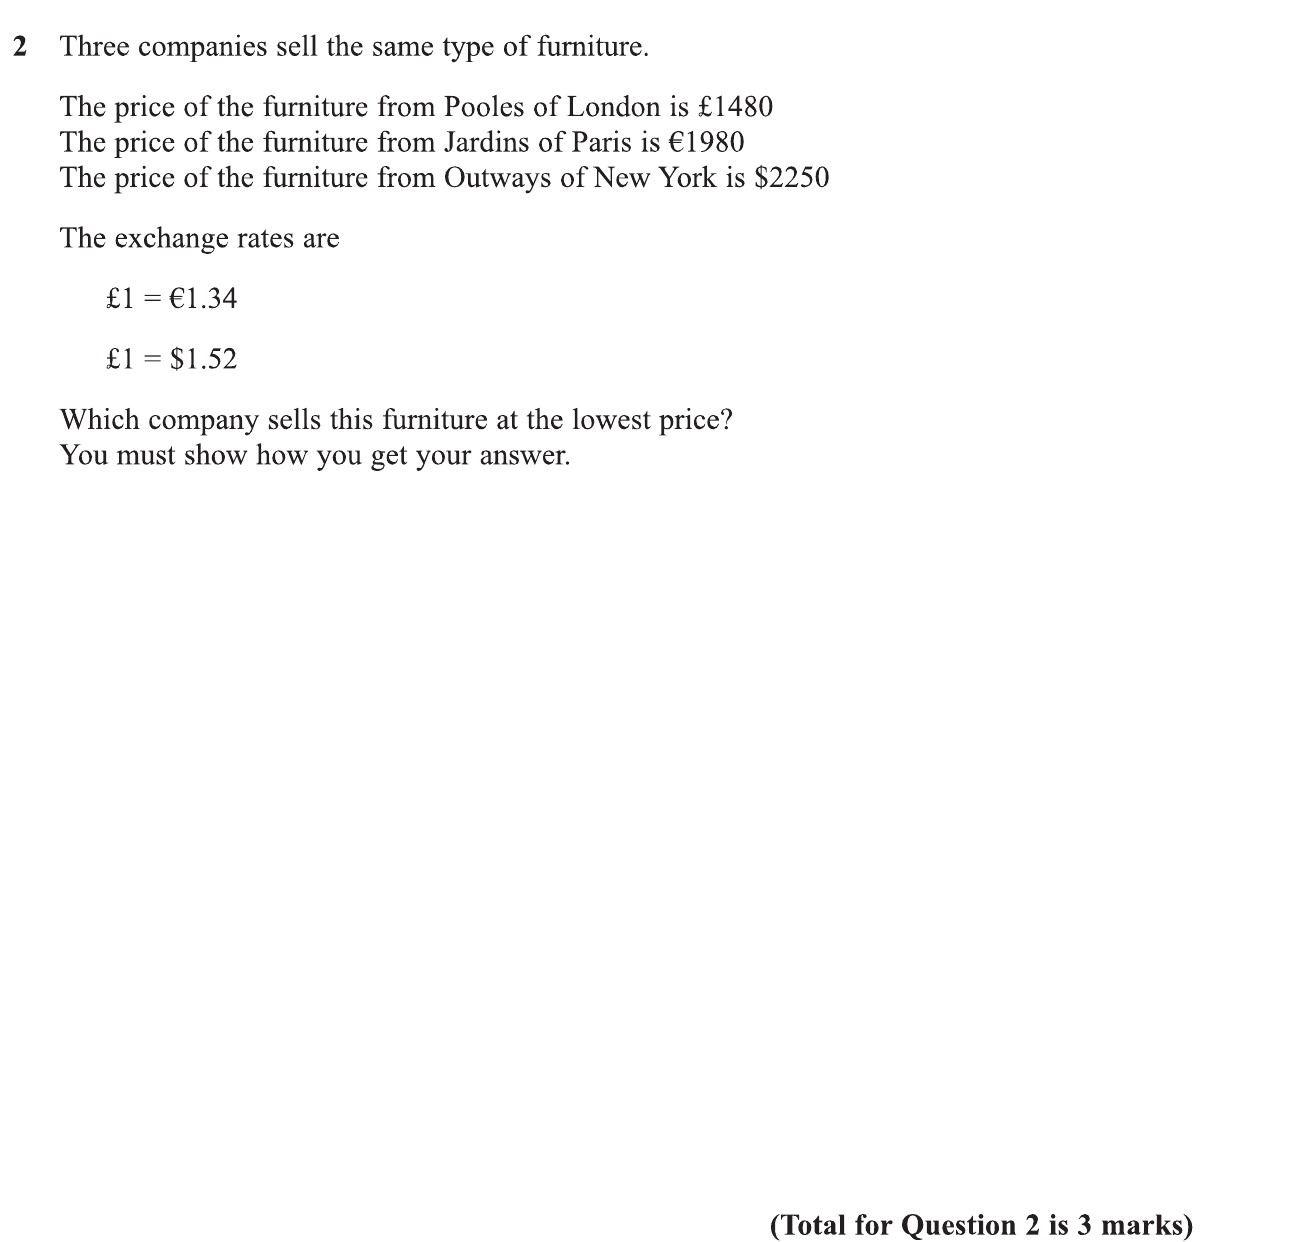 2 Three companies sell the same type of furniture.
The price of the furniture from Pooles of London is £1480
The price of the furniture from Jardins of Paris is €1980
The price of the furniture from Outways of New York is $2250
The exchange rates are
£1 = €1.34
£1 = $1.52
Which company sells this furniture at the lowest price?
You must show how you get your answer.
(Total for Question 2 is 3 marks)